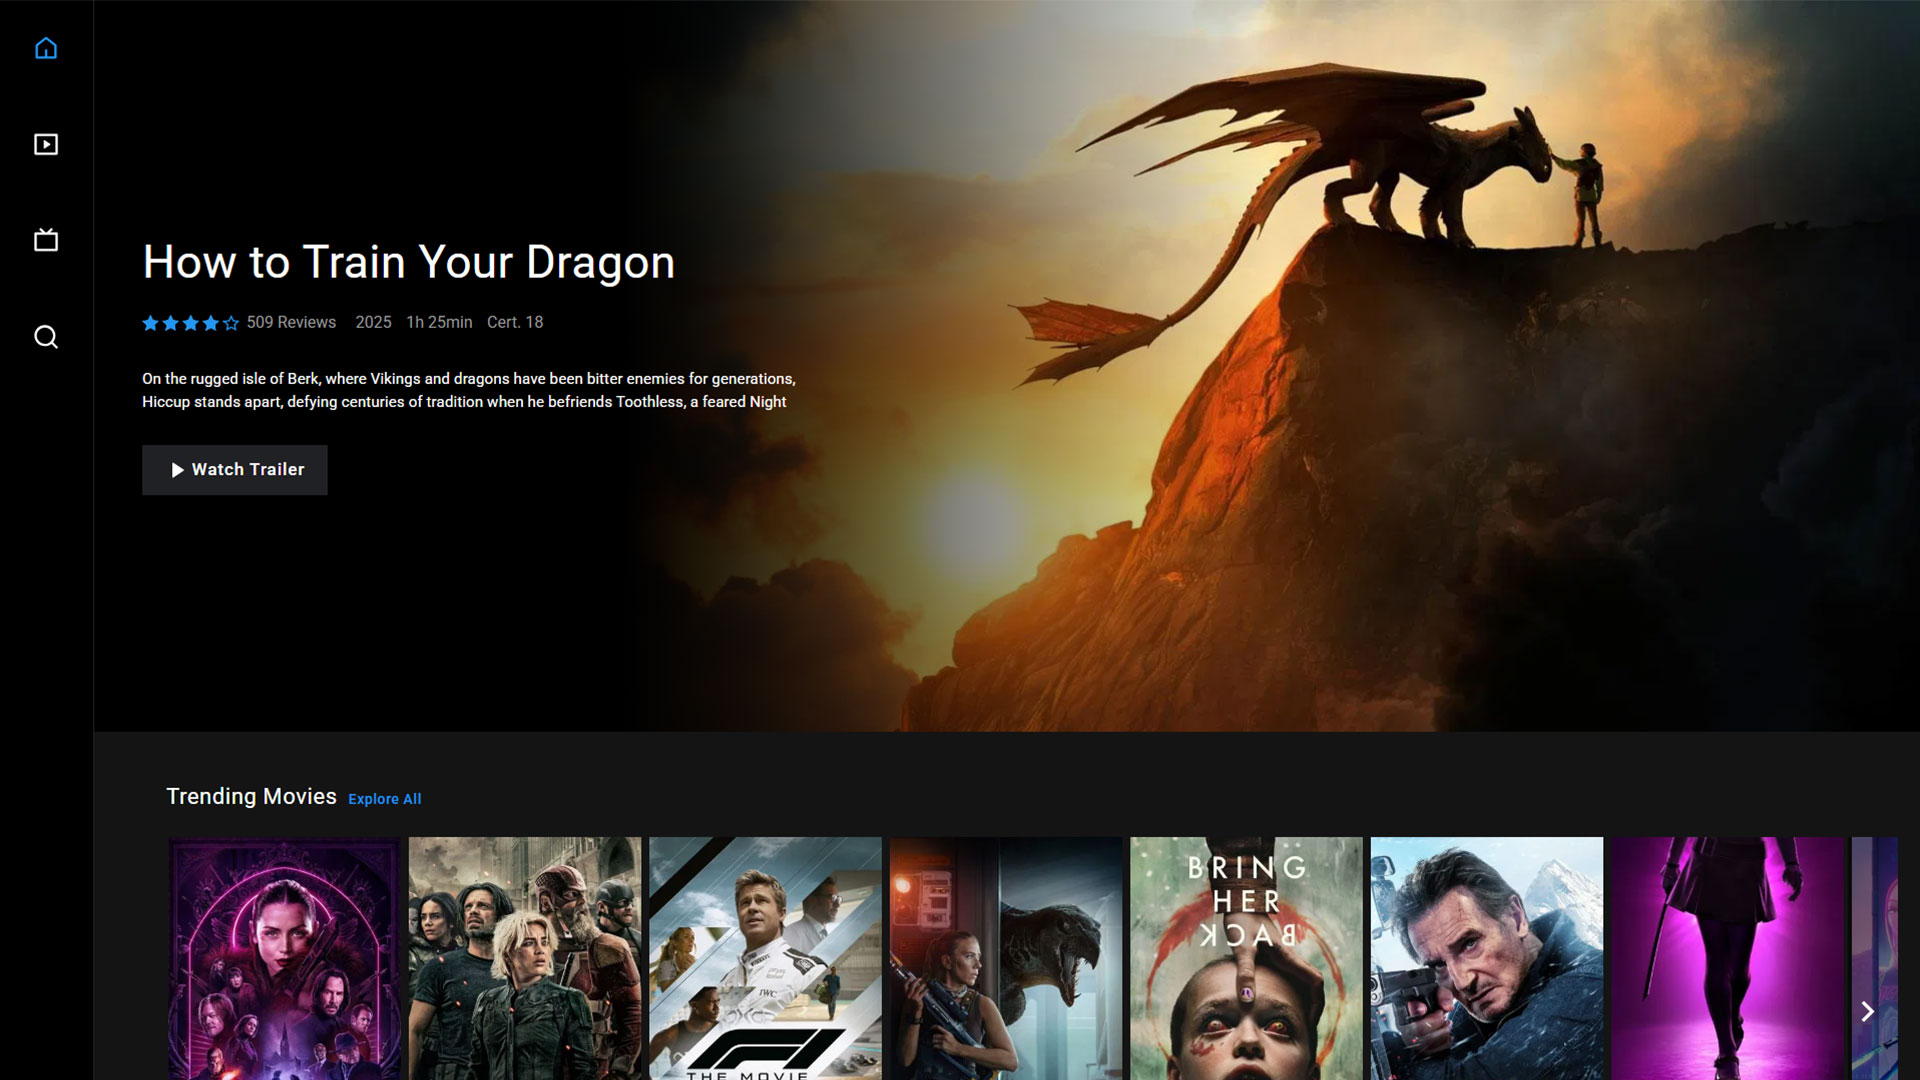 How to Train Your Dragon
509 Reviews 2025 1h 25min Cert. 18
On the rugged isle of Berk, where Vikings and dragons have been bitter enemies for generations,
Hiccup stands apart, defying centuries of tradition when he befriends Toothless, a feared Night
Watch Trailer
Trending Movies Explore All
BRING
HER
BACK
IWC
F1
THE MOVIE